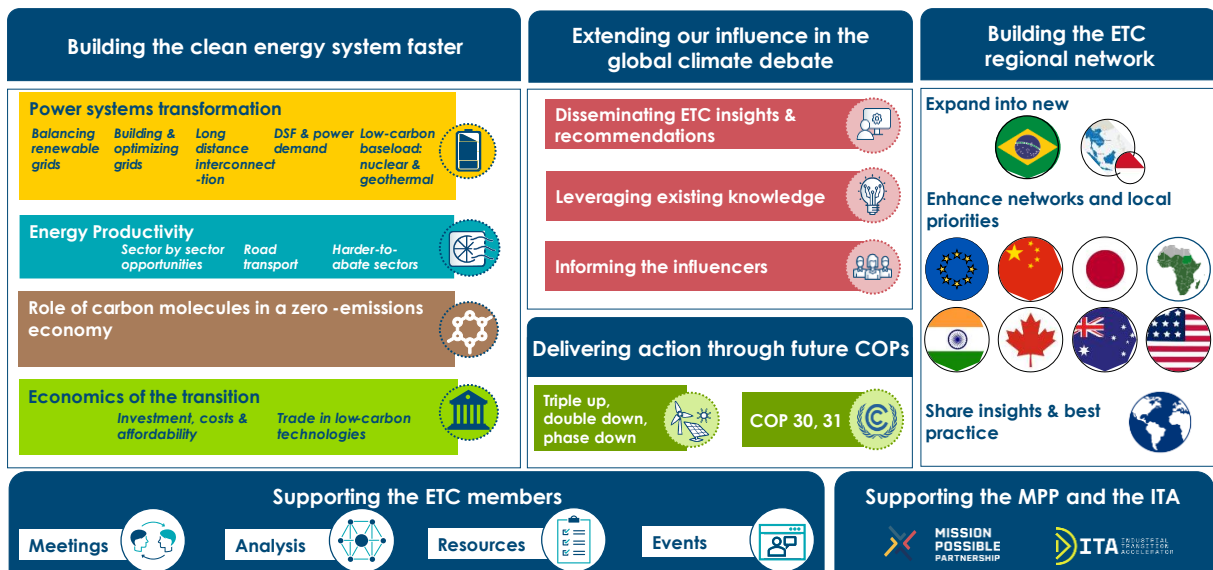 Building the clean energy system faster
Power systems transformation
Balancing
renewable
grids
Building &
optimizing
grids
Long
distance
interconnect
-tion
DSF & power
demand
Low-carbon
baseload:
nuclear &
geothermal
Energy Productivity
Sector by sector
opportunities
Road
transport
Harder-to-
abate sectors
Role of carbon molecules in a zero -emissions
economy
Economics of the transition
Investment, costs &
affordability
Trade in low-carbon
technologies
Extending our influence in the
global climate debate
Disseminating ETC insights &
recommendations
Leveraging existing knowledge
Informing the influencers
Delivering action through future COPs
Triple up,
double down,
phase down
COP 30, 31
Building the ETC
regional network
Expand into new
Enhance networks and local
priorities
Share insights & best
practice
Supporting the ETC members
Meetings
Analysis
Resources
Events
Supporting the MPP and the ITA
MISSION
POSSIBLE
PARTNERSHIP
ITA
INDUSTRIAL
TRANSITION
ACCELERATOR